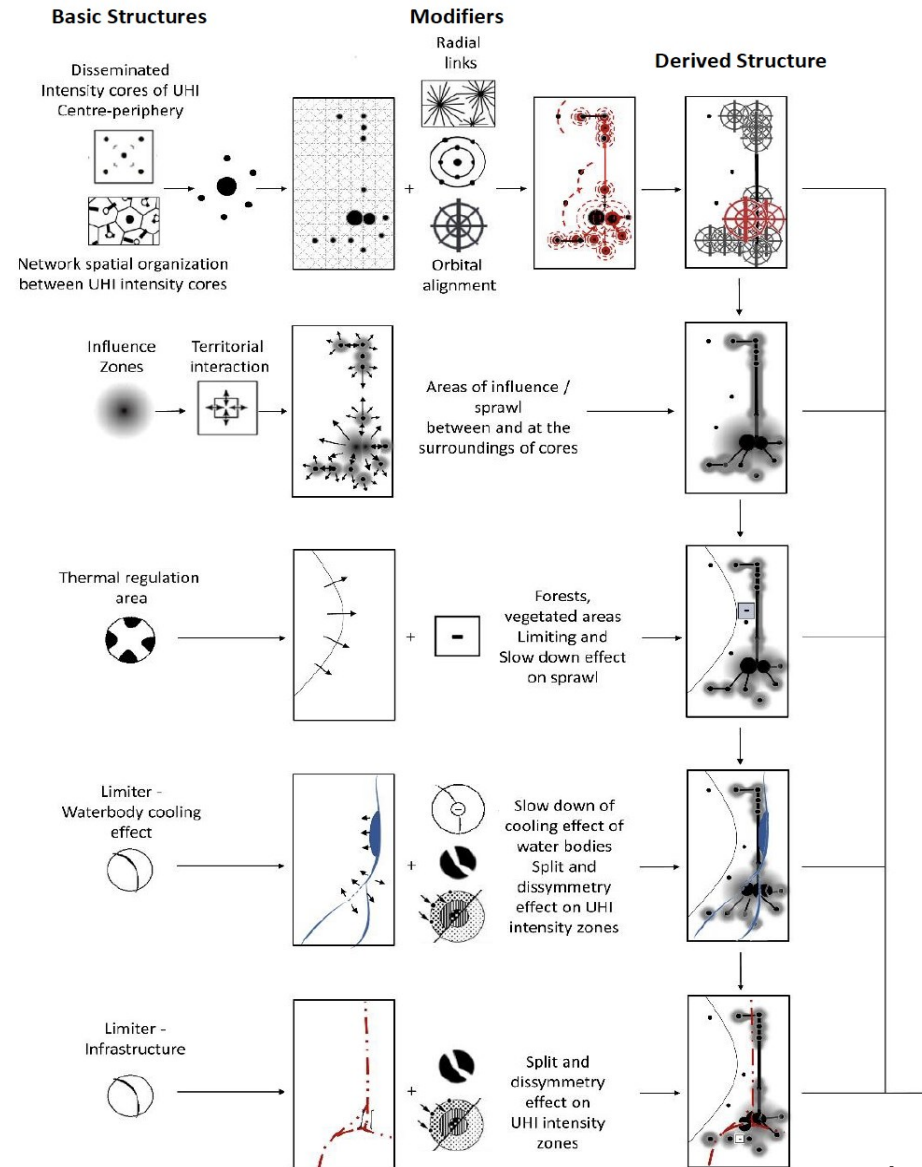 Basic Structures
Modifiers
Derived Structure
Disseminated
Intensity cores of UHI
Centre-periphery
Network spatial organization
between UHI intensity cores
Radial
links
Orbital
alignment
+
Influence
Zones
Territorial
interaction
Areas of influence /
sprawl
between and at the
surroundings of cores
Thermal regulation
area
+
-
Forests,
vegetated areas
Limiting and
Slow down effect
on sprawl
-
Limiter -
Waterbody cooling
effect
+
Slow down of
cooling effect of
water bodies
Split and
dissymmetry
effect on UHI
intensity zones
Limiter -
Infrastructure
+
Split and
dissymmetry
effect on
UHI intensity
zones
-